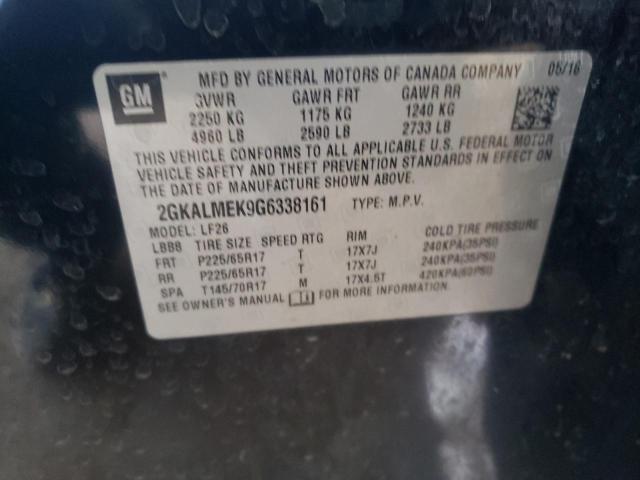 GM
MFD BY GENERAL MOTORS OF CANADA COMPANY 05/16
GVWR GAWR FRT GAWR RR
2250 KG 1175 KG 1240 KG
4960 LB 2590 LB 2733 LB
THIS VEHICLE CONFORMS TO ALL APPLICABLE U.S. FEDERAL MOTOR
VEHICLE SAFETY AND THEFT PREVENTION STANDARDS IN EFFECT ON
THE DATE OF MANUFACTURE SHOWN ABOVE.
2GKALMEK9G6338161 TYPE: M.P.V.
MODEL: LF26
LBB8 TIRE SIZE SPEED RTG RIM COLD TIRE PRESSURE
FRT P225/65R17 T 17X7J 240KPA(35PSI)
RR P225/65R17 T 17X7J 240KPA(35PSI)
SPA T145/70R17 M 17X4.5T 420KPA(60PSI)
SEE OWNER'S MANUAL FOR MORE INFORMATION.